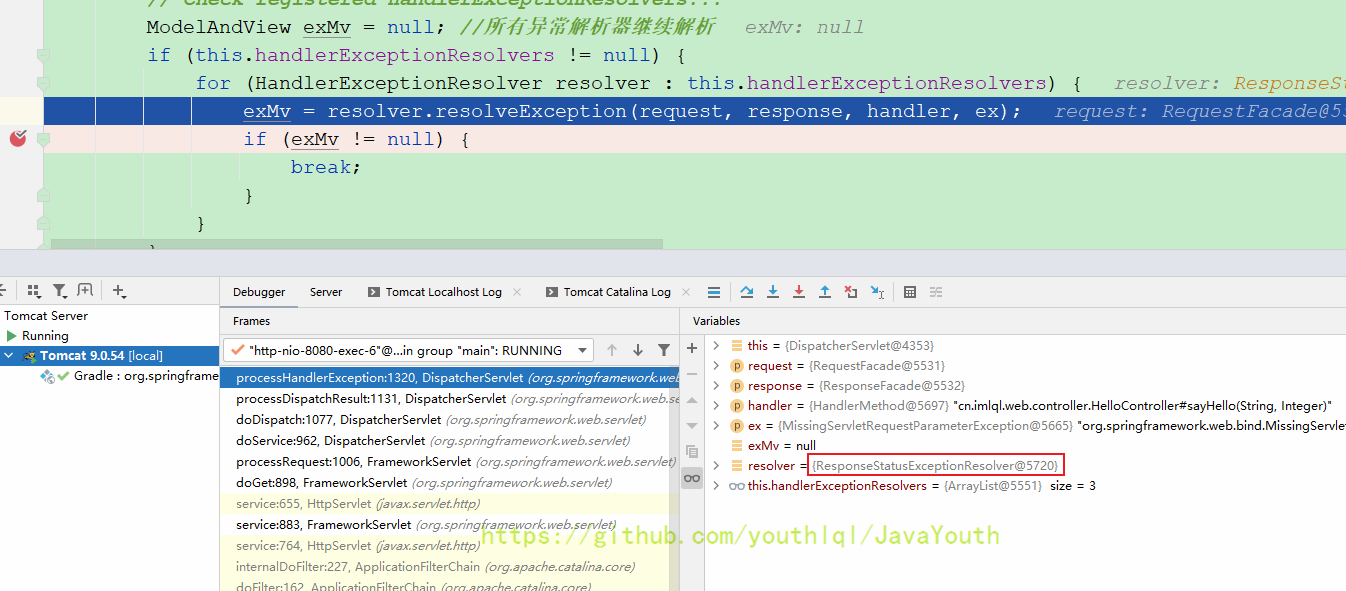 // Check registered HandlerExceptionResolvers...
ModelAndView exMv = null; //所有异常解析器继续解析 exMv: null
if (this.handlerExceptionResolvers != null) {
for (HandlerExceptionResolver resolver : this.handlerExceptionResolvers) { resolver: ResponseSt
exMv = resolver.resolveException(request, response, handler, ex); request: RequestFacade@55
if (exMv != null) {
break;
}
}
Debugger Server Tomcat Localhost Log Tomcat Catalina Log
Tomcat Server
Running
Tomcat 9.0.54 [local]
Gradle : org.springframe
Frames
"http-nio-8080-exec-6"@...in group "main": RUNNING
processHandlerException:1320, DispatcherServlet (org.springframework.web
processDispatchResult:1131, DispatcherServlet (org.springframework.web.se
doDispatch:1077, DispatcherServlet (org.springframework.web.servlet)
doService:962, DispatcherServlet (org.springframework.web.servlet)
processRequest:1006, FrameworkServlet (org.springframework.web.servlet)
doGet:898, FrameworkServlet (org.springframework.web.servlet)
service:655, HttpServlet (javax.servlet.http)
service:883, FrameworkServlet (org.springframework.web.servlet)
service:764, HttpServlet (javax.servlet.http)
internalDoFilter:227, ApplicationFilterChain (org.apache.catalina.core)
doFilter:162, ApplicationFilterChain (org.apache.catalina.core)
Variables
this = {DispatcherServlet@4353}
request = {RequestFacade@5531}
response = {ResponseFacade@5532}
handler = {HandlerMethod@5697} "cn.imlql.web.controller.HelloController#sayHello(String, Integer)"
ex = {MissingServletRequestParameterException@5665} "org.springframework.web.bind.MissingServlet
exMv = null
resolver = {ResponseStatusExceptionResolver@5720}
this.handlerExceptionResolvers = {ArrayList@5551} size = 3
https://github.com/youthlql/JavaYouth